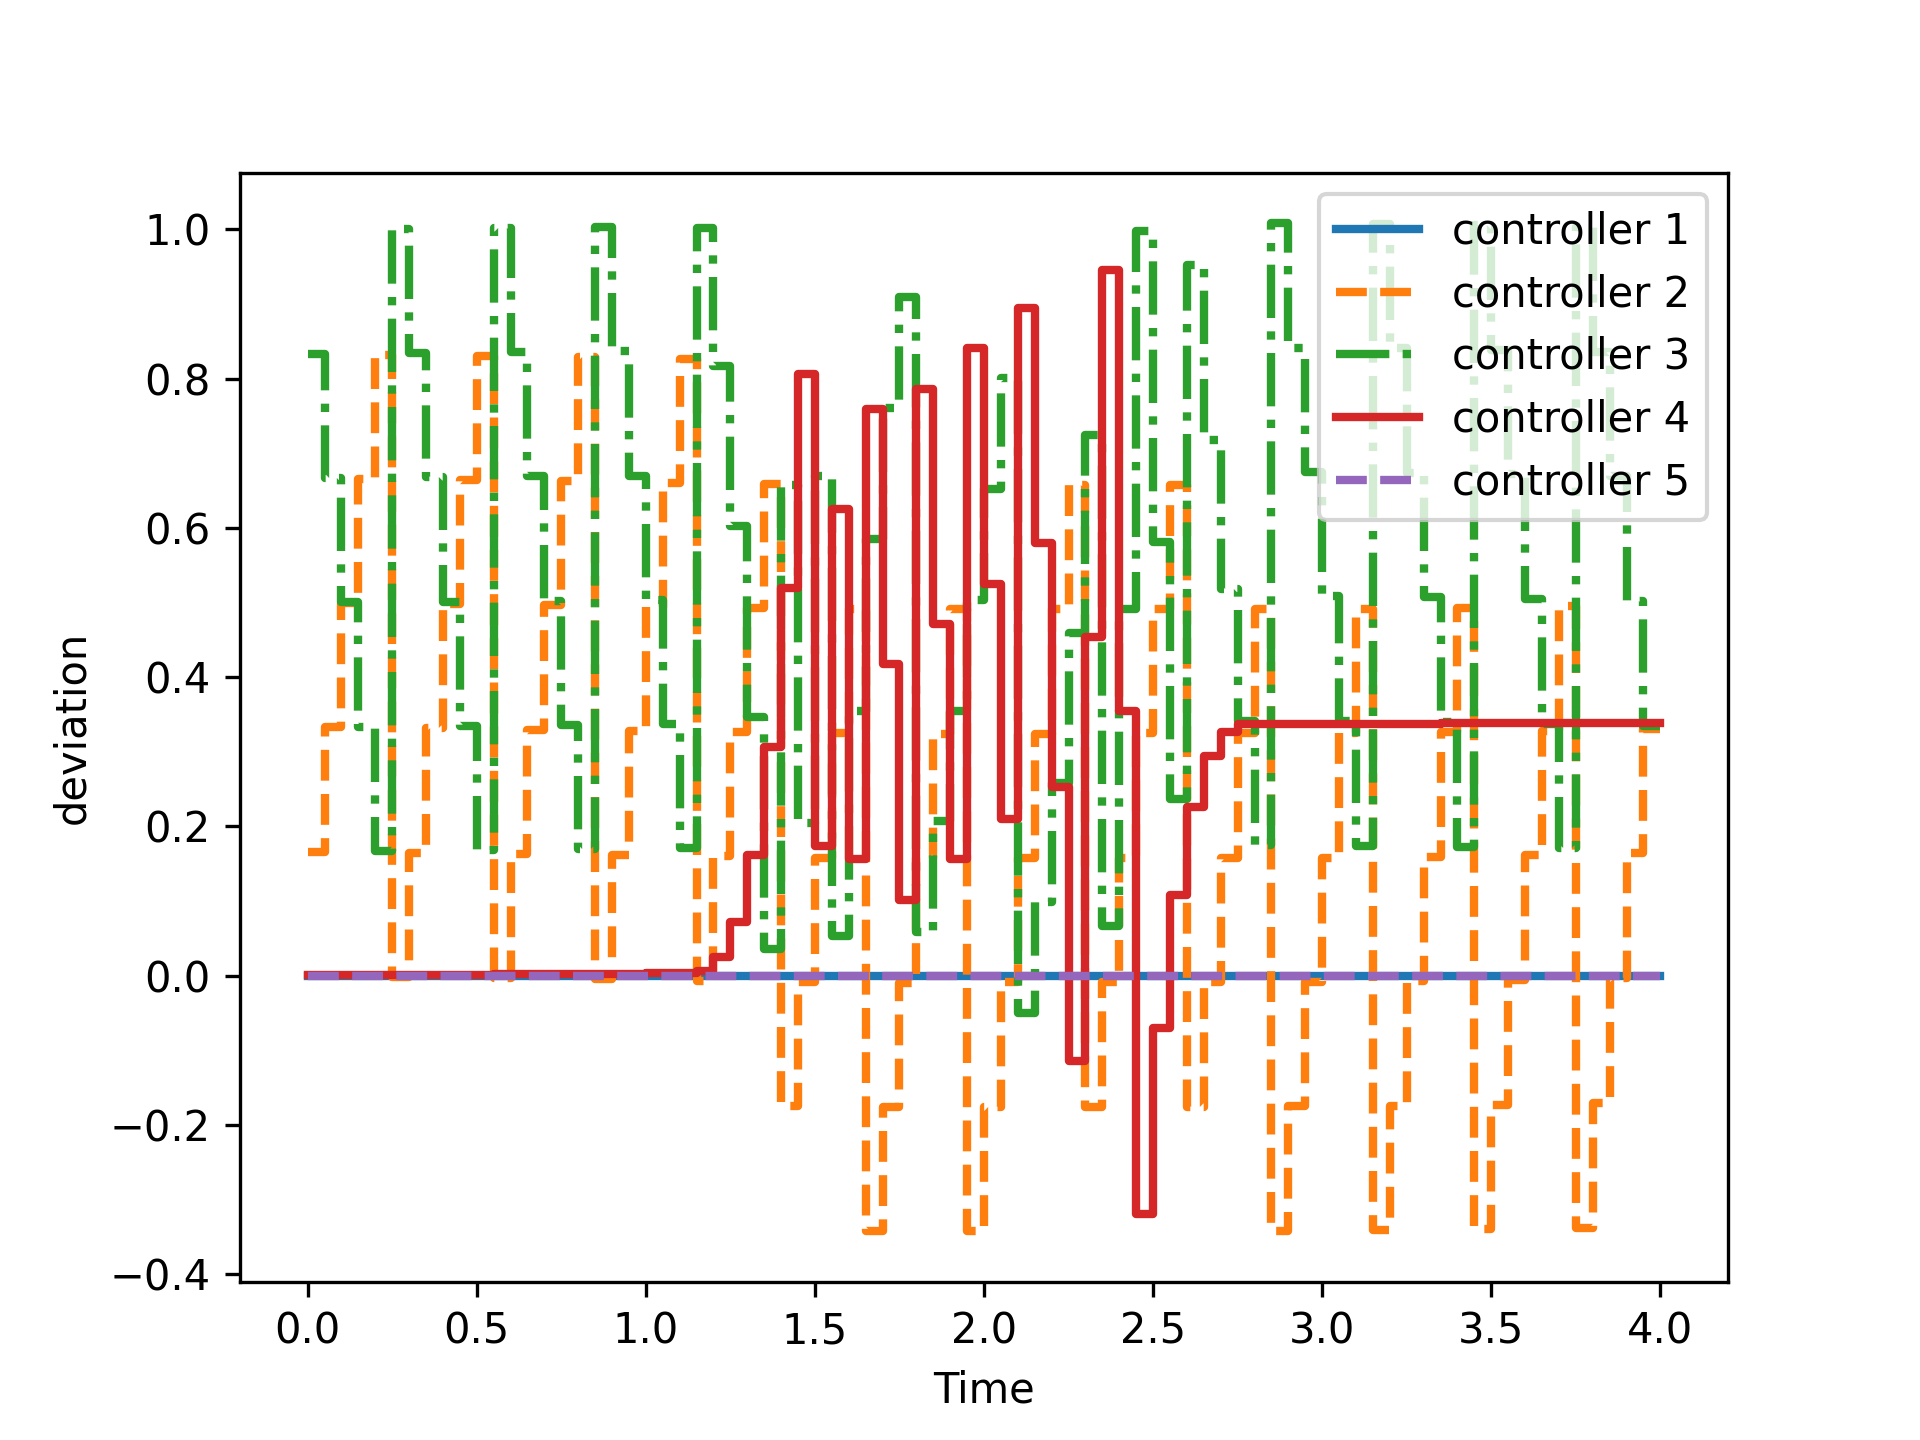 1.0
0.8
0.6
0.4
0.2
0.0
−0.2
−0.4
deviation
0.0 0.5 1.0 1.5 2.0 2.5 3.0 3.5 4.0
Time
controller 1
controller 2
controller 3
controller 4
controller 5